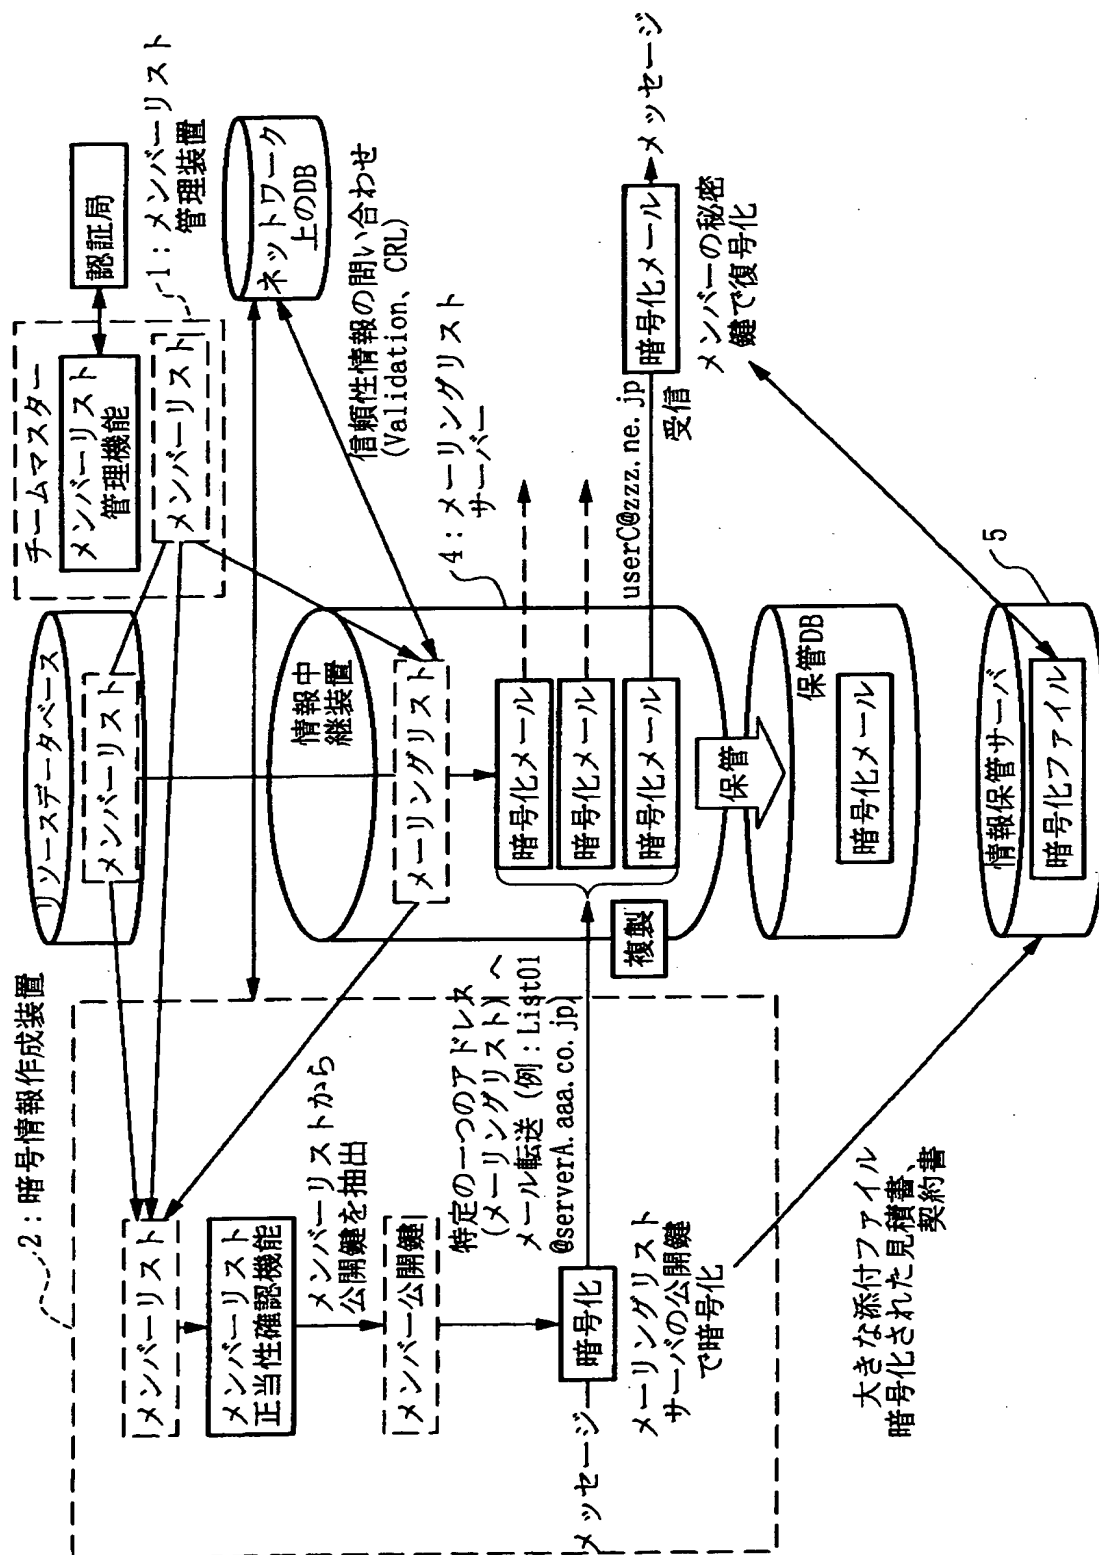 2：暗号情報作成装置
メンバーリスト
メンバーリスト
正当性確認機能
メンバーリストから
公開鍵を抽出
メンバー公開鍵
メッセージ
暗号化
特定の一つのアドレス
(メーリングリスト) へ
メール転送 (例：List01
@serverA.aaa.co.jp)
メーリングリスト
サーバの公開鍵
で暗号化
大きな添付ファイル
暗号化された見積書、
契約書
リソースデータベース
メンバーリスト
情報中
継装置
メーリングリスト
暗号化メール
暗号化メール
暗号化メール
複製
保管
保管DB
暗号化メール
情報保管サーバ
暗号化ファイル
5
チームマスター
メンバーリスト
管理機能
メンバーリスト
認証局
1：メンバーリスト
管理装置
ネットワーク
上のDB
信頼性情報の問い合わせ
(Validation、CRL)
4：メーリングリスト
サーバー
userC@zzz.ne.jp
受信
暗号化メール
メッセージ
メンバーの秘密
鍵で復号化